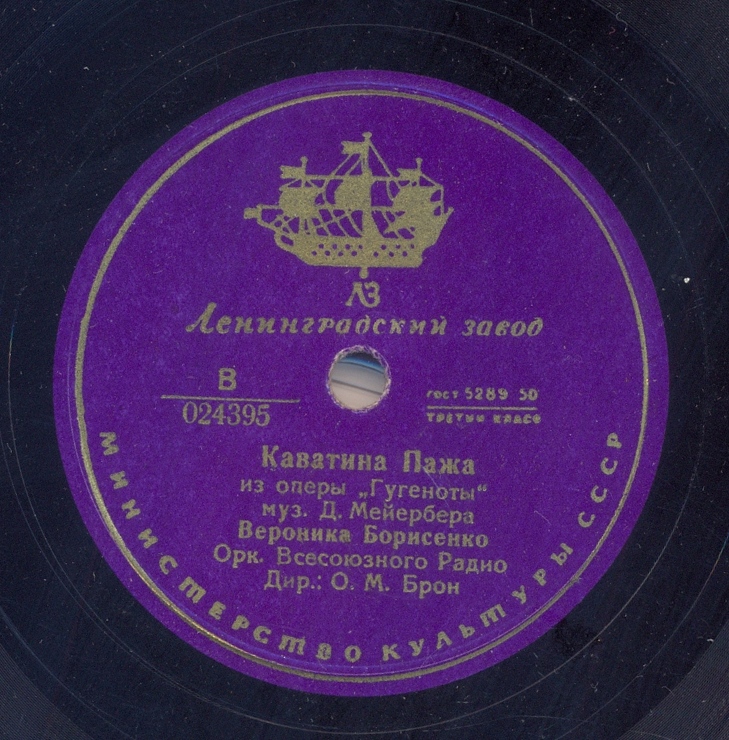 ЛЗ
Ленинградский завод
В
024395
гост 5289 50
третий класс
Каватина Пажа
из оперы „Гугеноты“
муз. Д. Мейербера
Вероника Борисенко
Орк. Всесоюзного Радио
Дир.: О. М. Брон
МИНИСТЕРСТВО КУЛЬТУРЫ СССР